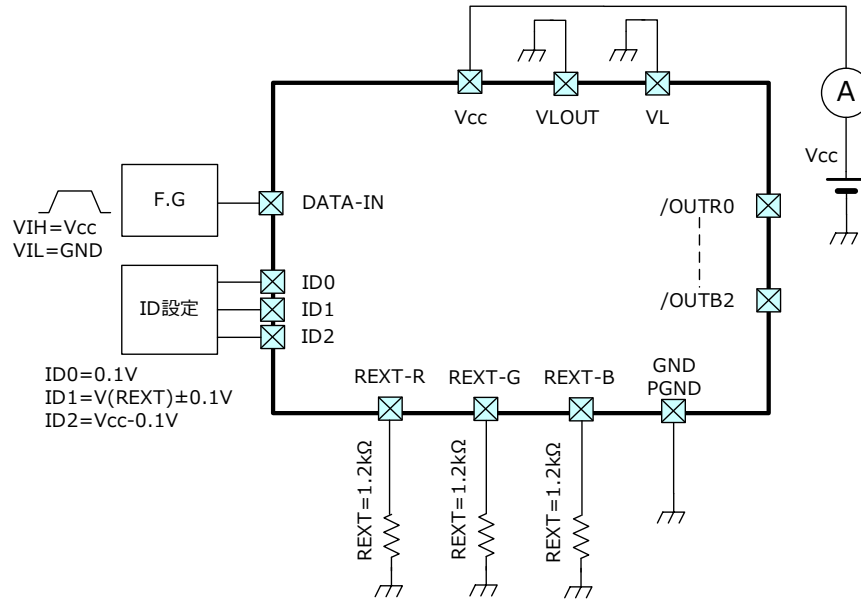 A
Vcc
VLOUT
VL
Vcc
F.G
DATA-IN
/OUTR0
VIH=Vcc
VIL=GND
ID設定
ID0
ID1
ID2
/OUTB2
ID0=0.1V
ID1=V(REXT)±0.1V
ID2=Vcc-0.1V
REXT-R
REXT-G
REXT-B
GND
PGND
REXT=1.2kΩ
REXT=1.2kΩ
REXT=1.2kΩ